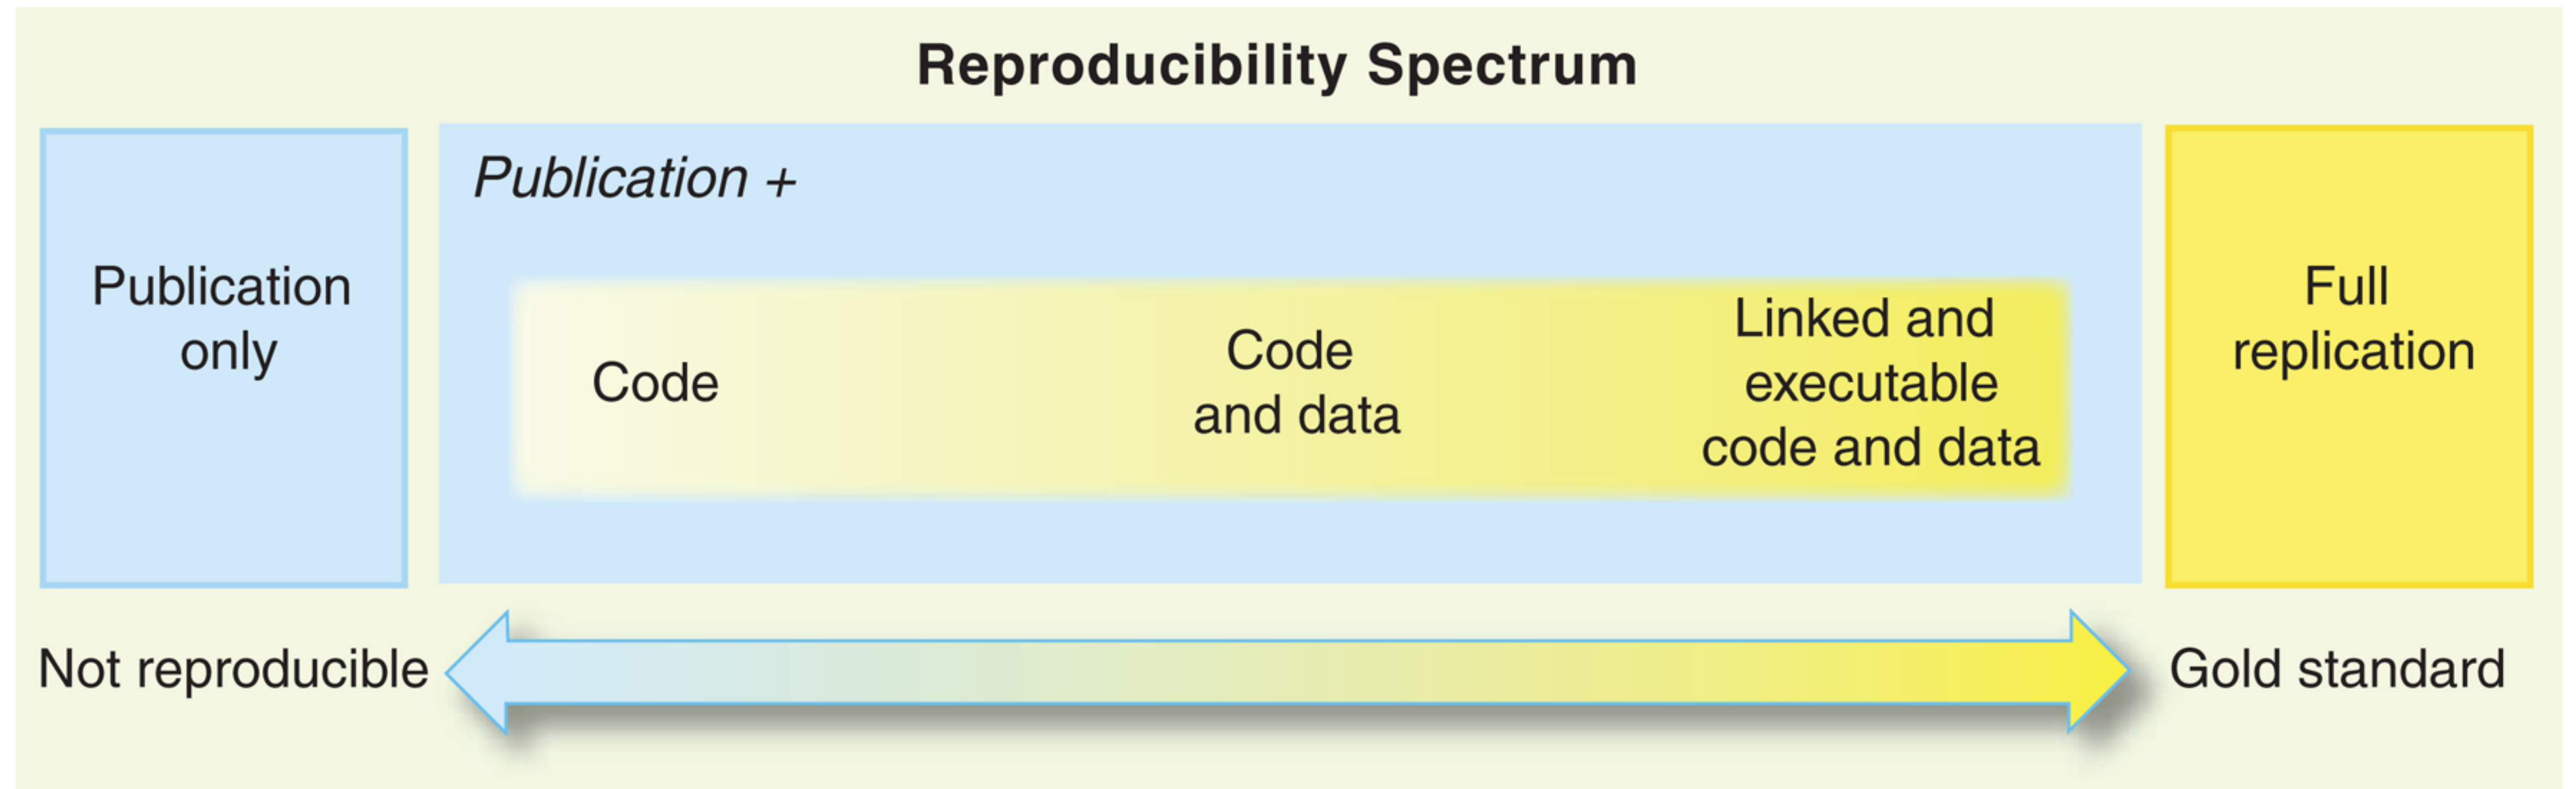 Reproducibility Spectrum
Publication
only
Publication +
Code
Code
and data
Linked and
executable
code and data
Full
replication
Not reproducible
Gold standard